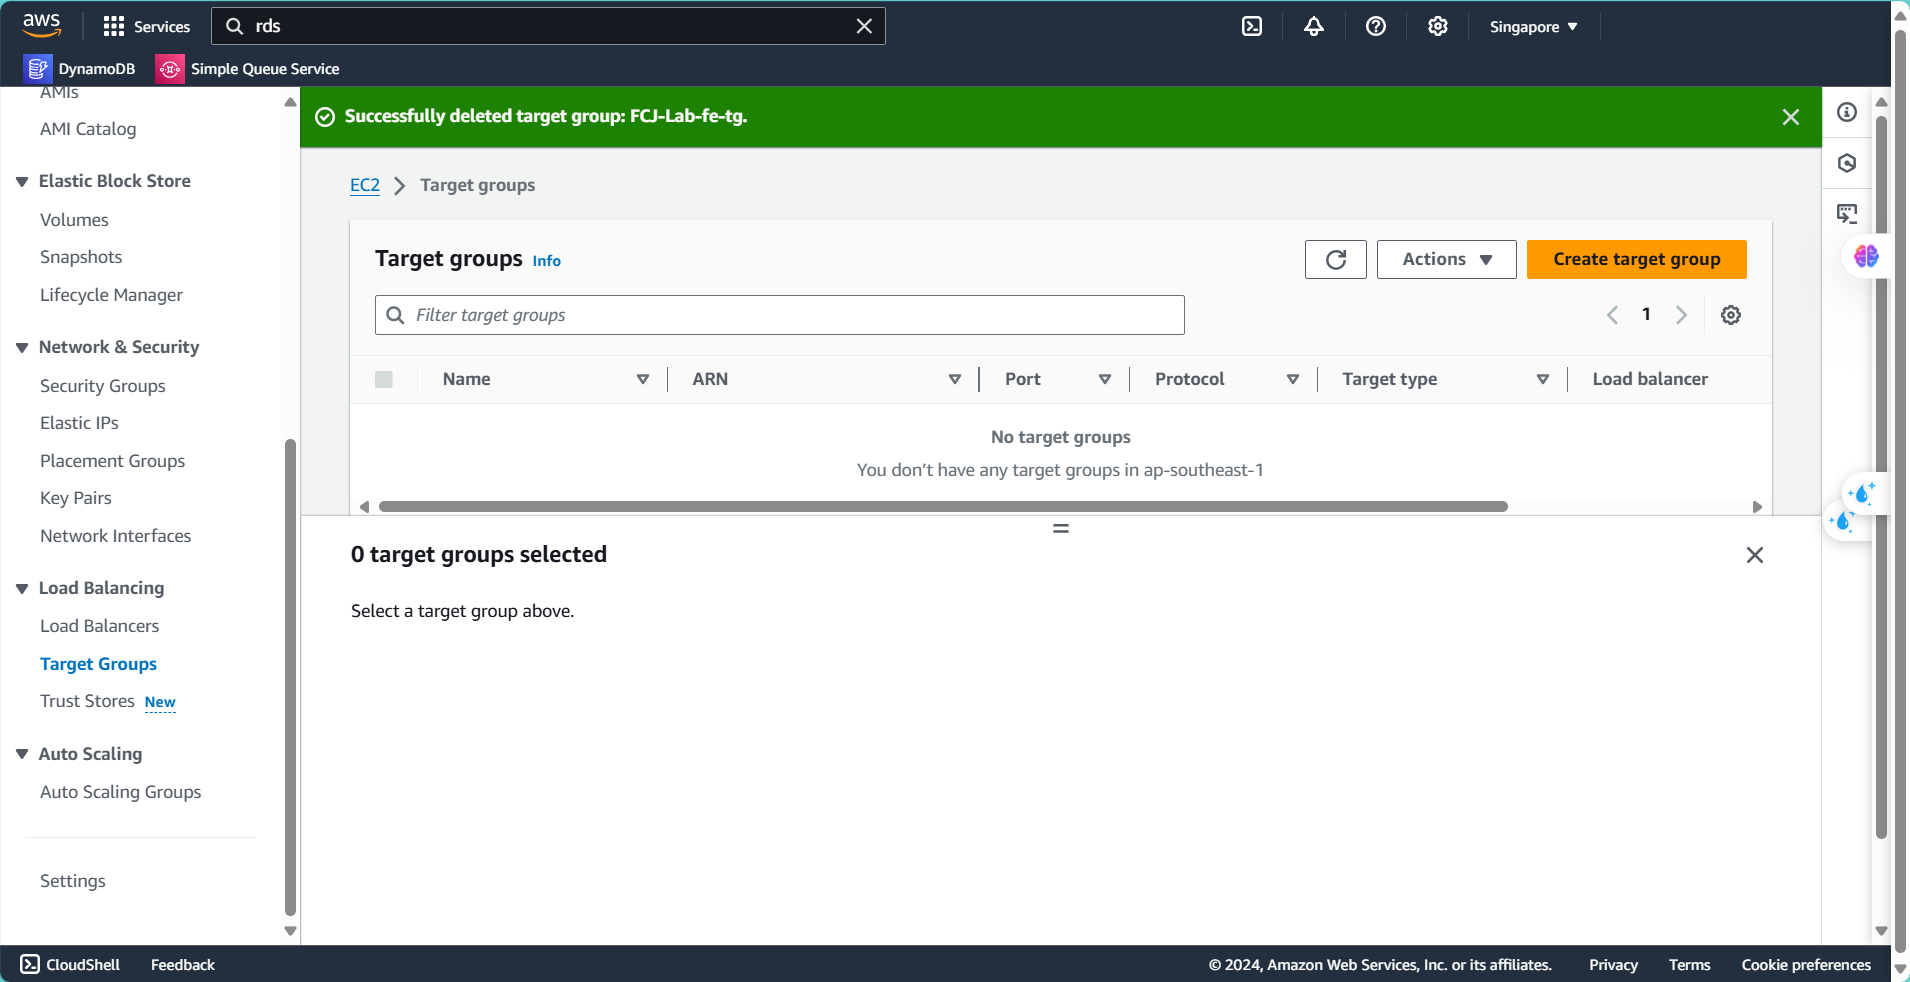 aws
Services
rds
Singapore
DynamoDB
Simple Queue Service
AMIs
AMI Catalog
Elastic Block Store
Volumes
Snapshots
Lifecycle Manager
Network & Security
Security Groups
Elastic IPs
Placement Groups
Key Pairs
Network Interfaces
Load Balancing
Load Balancers
Target Groups
Trust Stores New
Auto Scaling
Auto Scaling Groups
Settings
Successfully deleted target group: FCJ-Lab-fe-tg.
EC2 > Target groups
Target groups Info
Actions
Create target group
Filter target groups
1
Name
ARN
Port
Protocol
Target type
Load balancer
No target groups
You don’t have any target groups in ap-southeast-1
0 target groups selected
Select a target group above.
CloudShell
Feedback
© 2024, Amazon Web Services, Inc. or its affiliates.
Privacy
Terms
Cookie preferences